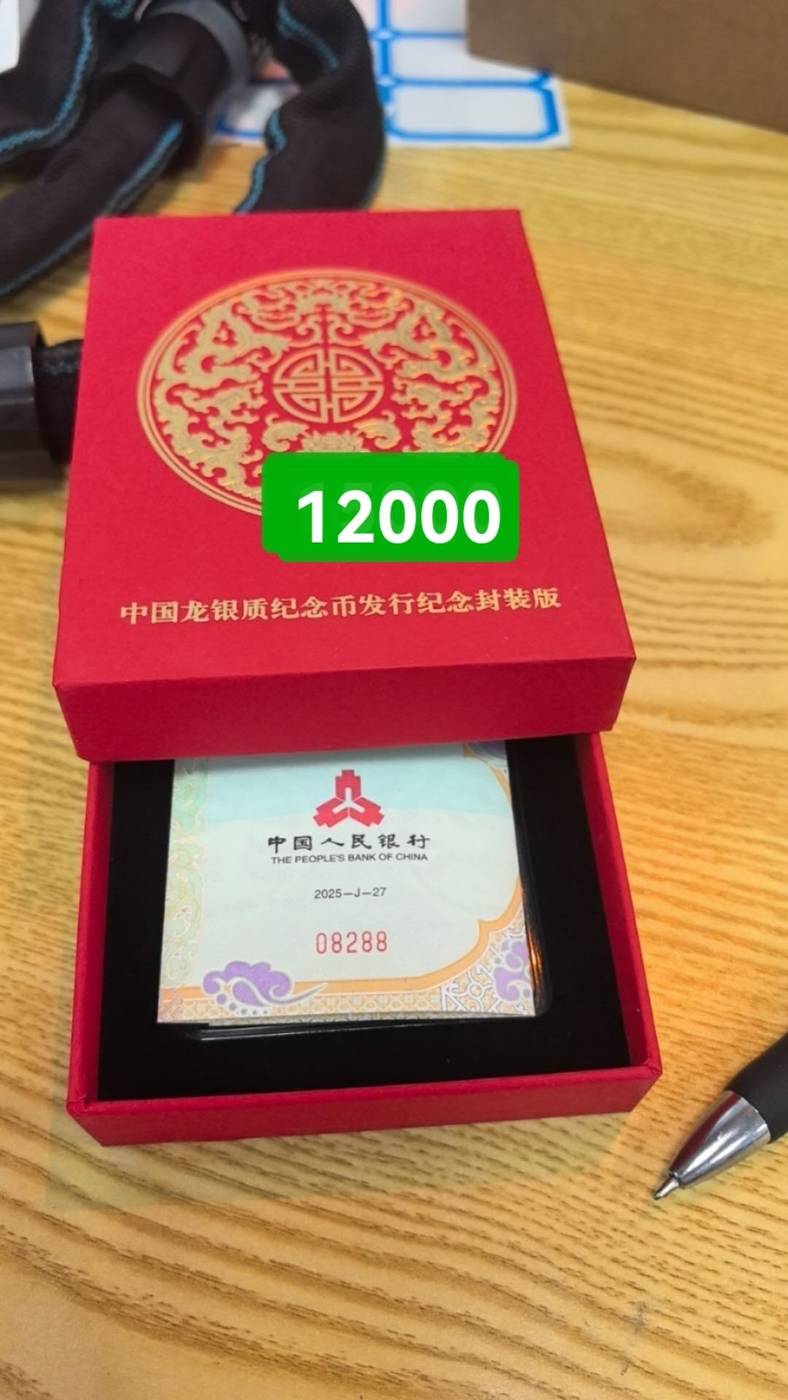 12000
中国龙银质纪念币发行纪念封装版
中国人民银行
THE PEOPLE'S BANK OF CHINA
2025-J-27
08288